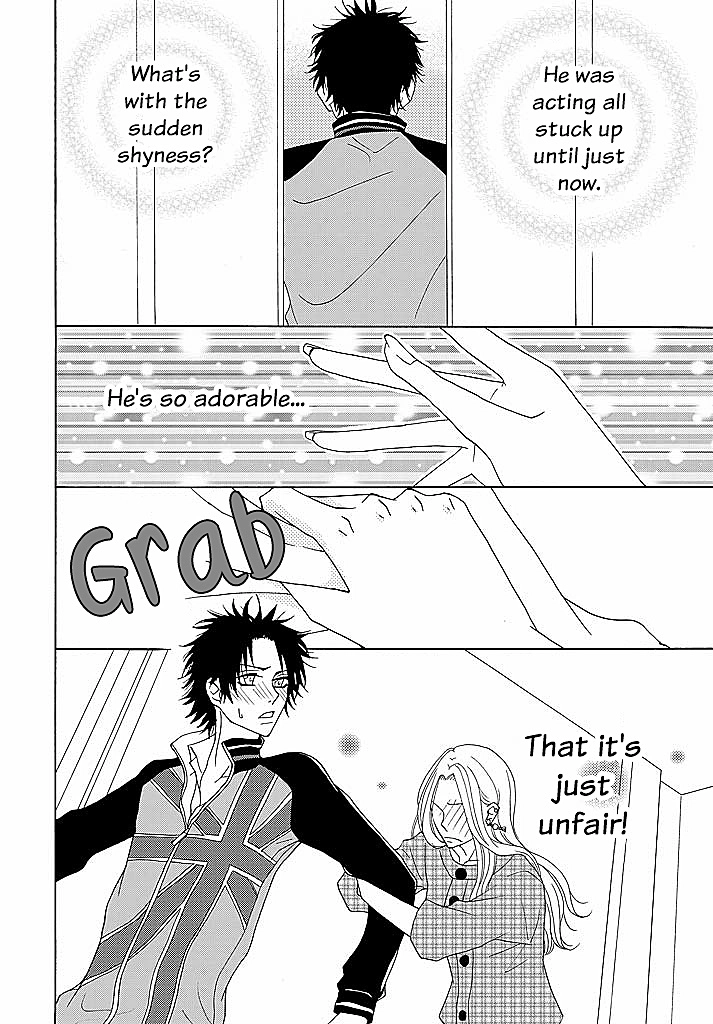 He was
acting all
stuck up
until just
now.
What's
with the
sudden
shyness?
He's so adorable...
Grab
That it's
just
unfair!